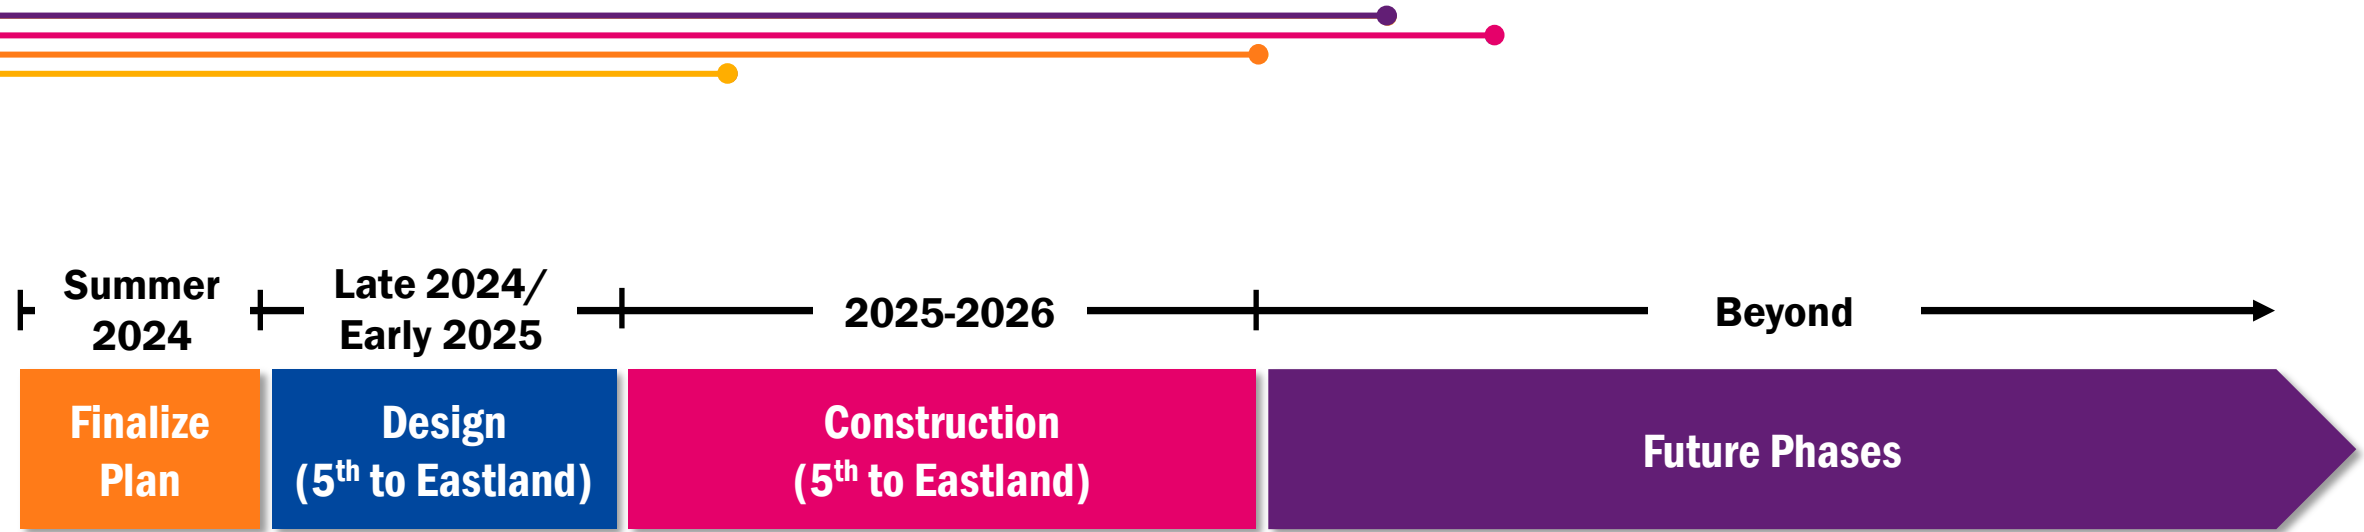 Summer
2024
Late 2024/
Early 2025
2025-2026
Beyond
Finalize
Plan
Design
(5th to Eastland)
Construction
(5th to Eastland)
Future Phases